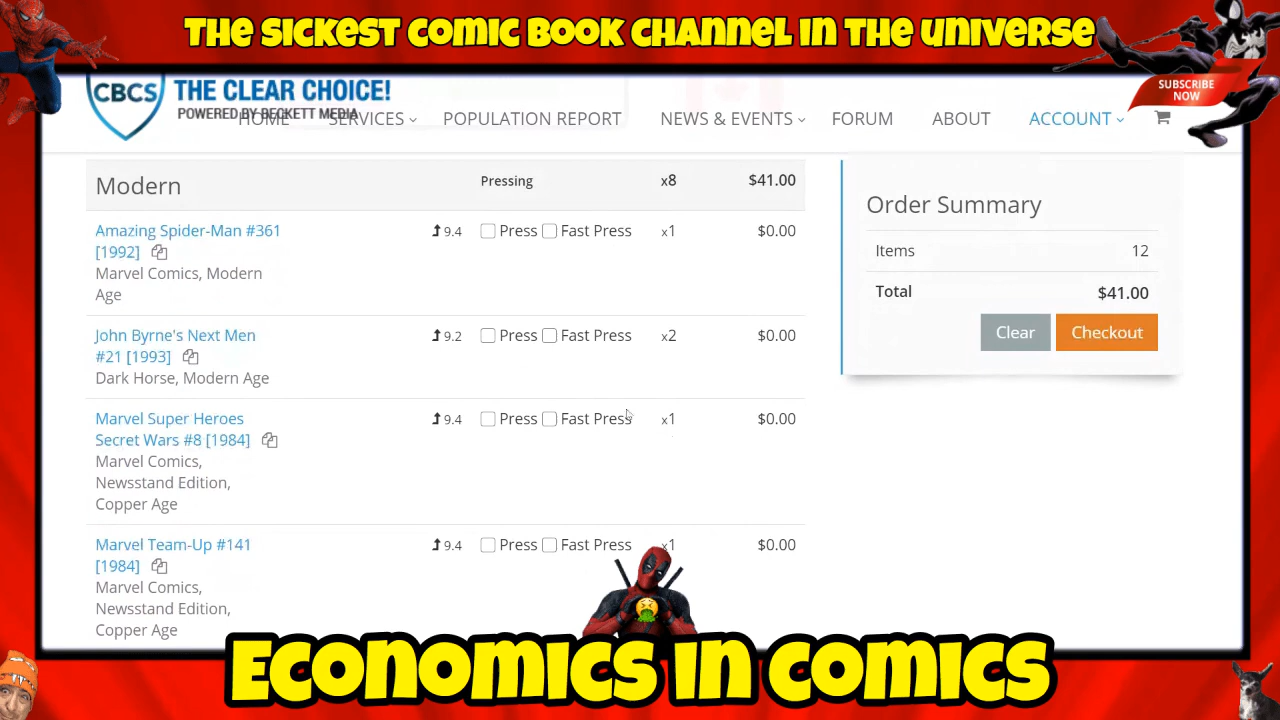 THE SICKEST COMIC BOOK CHANNEL IN THE UNIVERSE
SUBSCRIBE
NOW
CBCS
THE CLEAR CHOICE!
POWERED BY BECKETT MEDIA
HOME SERVICES POPULATION REPORT NEWS & EVENTS FORUM ABOUT ACCOUNT
Modern Pressing x8 $41.00
Amazing Spider-Man #361 9.4 Press Fast Press x1 $0.00
[1992]
Marvel Comics, Modern
Age
John Byrne's Next Men 9.2 Press Fast Press x2 $0.00
#21 [1993]
Dark Horse, Modern Age
Marvel Super Heroes 9.4 Press Fast Press x1 $0.00
Secret Wars #8 [1984]
Marvel Comics,
Newsstand Edition,
Copper Age
Marvel Team-Up #141 9.4 Press Fast Press x1 $0.00
[1984]
Marvel Comics,
Newsstand Edition,
Copper Age
Order Summary
Items 12
Total $41.00
Clear Checkout
ECONOMICS IN COMICS